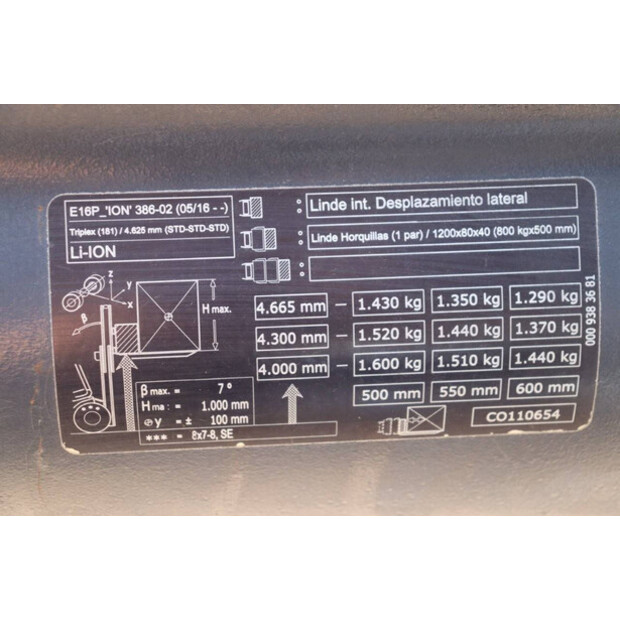 E16P_'ION' 386-02 (05/16 - -)
Triplex (181) / 4.625 mm (STD-STD-STD)
Li-ION
: Linde int. Desplazamiento lateral
: Linde Horquillas (1 par) / 1200x80x40 (800 kgx500 mm)
:
z
y
x
β
H max.
4.665 mm — 1.430 kg 1.350 kg 1.290 kg
4.300 mm — 1.520 kg 1.440 kg 1.370 kg
4.000 mm — 1.600 kg 1.510 kg 1.440 kg
500 mm 550 mm 600 mm
β max. = 7 °
H ma : = 1.000 mm
y = ± 100 mm
*** = 8x7-8, SE
CO110654
000 938 36 81